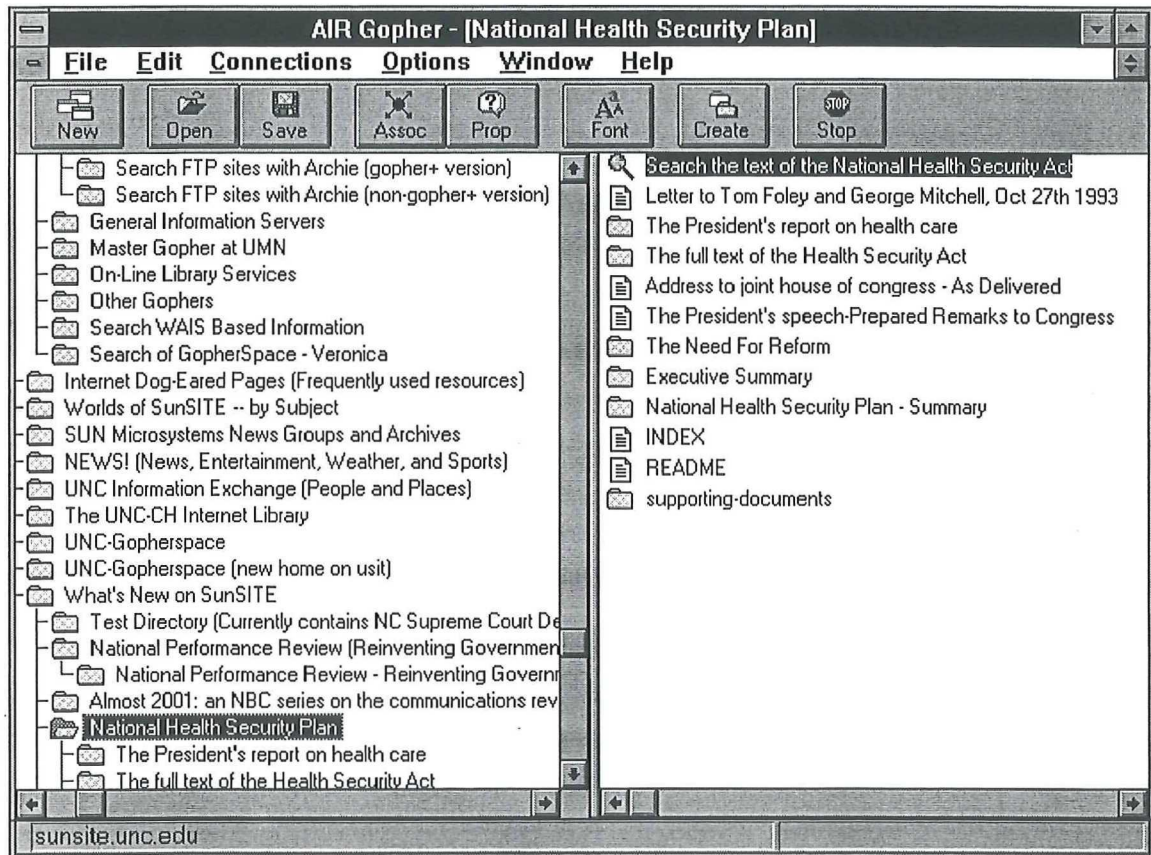 AIR Gopher - [National Health Security Plan]
File Edit Connections Options Window Help
New Open Save Assoc Prop Font Create Stop
Search FTP sites with Archie (gopher+ version)
Search FTP sites with Archie (non-gopher+ version)
General Information Servers
Master Gopher at UMN
On-Line Library Services
Other Gophers
Search WAIS Based Information
Search of GopherSpace - Veronica
Internet Dog-Eared Pages (Frequently used resources)
Worlds of SunSITE -- by Subject
SUN Microsystems News Groups and Archives
NEWS! (News, Entertainment, Weather, and Sports)
UNC Information Exchange (People and Places)
The UNC-CH Internet Library
UNC-Gopherspace
UNC-Gopherspace (new home on usit)
What's New on SunSITE
Test Directory (Currently contains NC Supreme Court De
National Performance Review (Reinventing Governmen
National Performance Review - Reinventing Governr
Almost 2001: an NBC series on the communications rev
National Health Security Plan
The President's report on health care
The full text of the Health Security Act
Search the text of the National Health Security Act
Letter to Tom Foley and George Mitchell, Oct 27th 1993
The President's report on health care
The full text of the Health Security Act
Address to joint house of congress - As Delivered
The President's speech-Prepared Remarks to Congress
The Need For Reform
Executive Summary
National Health Security Plan - Summary
INDEX
README
supporting-documents
sunsite.unc.edu